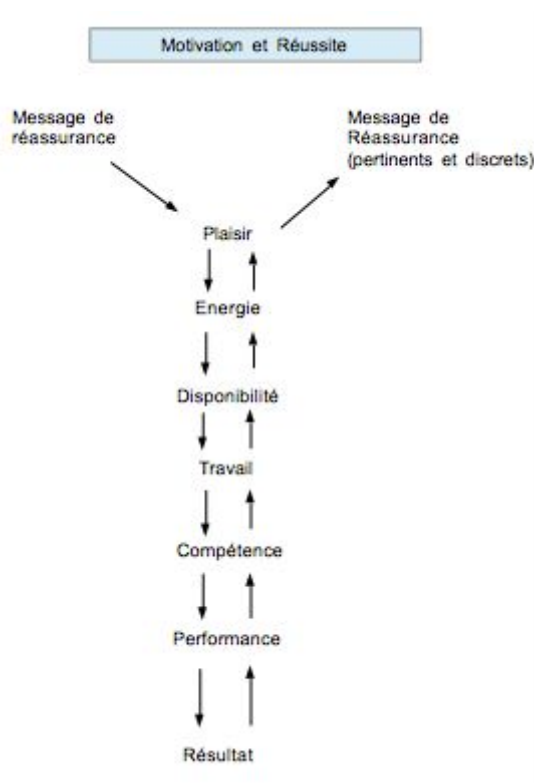 Motivation et Réussite
Message de
réassurance
Message de
Réassurance
(pertinents et discrets)
Plaisir
Energie
Disponibilité
Travail
Compétence
Performance
Résultat